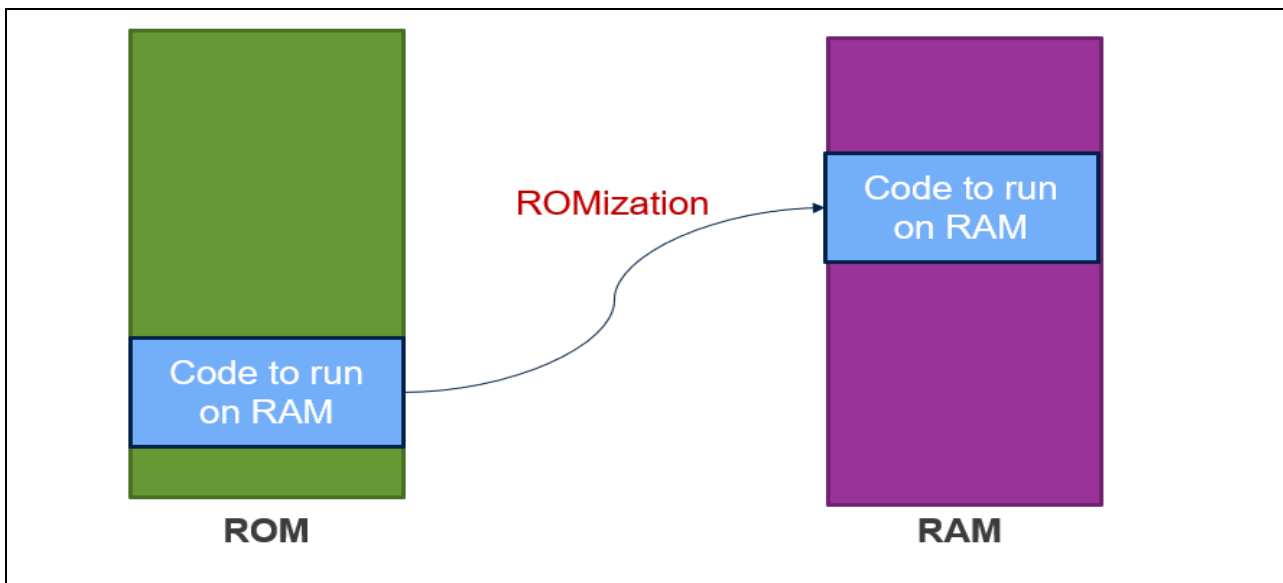 ROMization
Code to run
on RAM
Code to run
on RAM
ROM
RAM